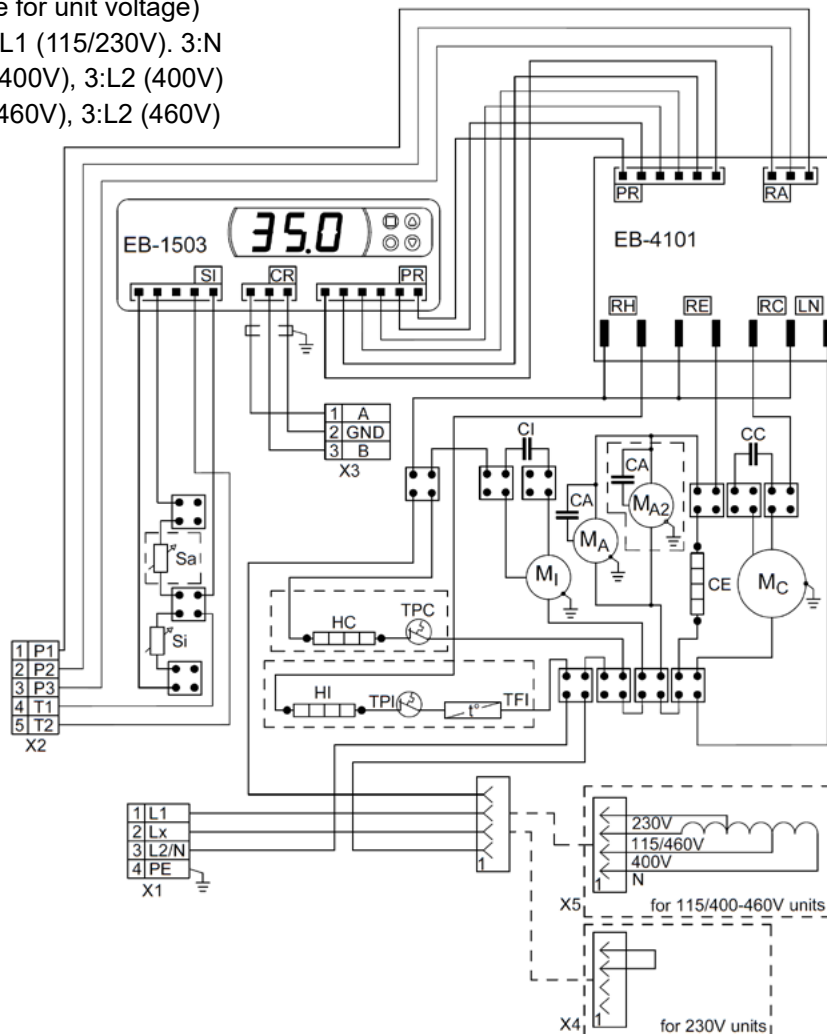 e for unit voltage)
L1 (115/230V). 3:N
400V), 3:L2 (400V)
460V), 3:L2 (460V)
PR RA
EB-4101
EB-1503 35.0
SI CR PR
RH RE RC LN
1 A
2 GND
3 B
X3
CI
CA
CA
CC
MA2
MA
MI
CE
MC
Sa
Si
HC TPC
HI TPI t° TFI
1 P1
2 P2
3 P3
4 T1
5 T2
X2
1 L1
2 Lx
3 L2/N
4 PE
X1
1
230V
115/460V
400V
N
1
X5 for 115/400-460V units
1
X4 for 230V units